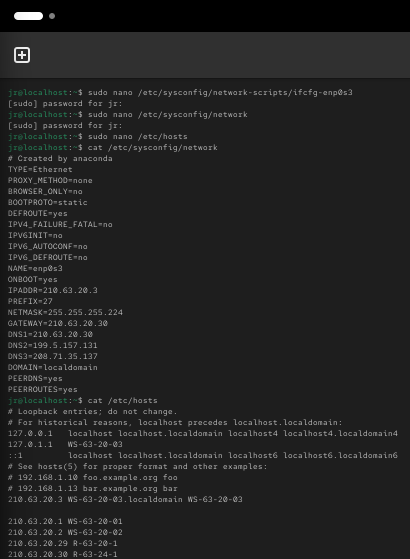 jr@localhost:~$ sudo nano /etc/sysconfig/network-scripts/ifcfg-enp0s3
[sudo] password for jr:
jr@localhost:~$ sudo nano /etc/sysconfig/network
[sudo] password for jr:
jr@localhost:~$ sudo nano /etc/hosts
jr@localhost:~$ cat /etc/sysconfig/network
# Created by anaconda
TYPE=Ethernet
PROXY_METHOD=none
BROWSER_ONLY=no
BOOTPROTO=static
DEFROUTE=yes
IPV4_FAILURE_FATAL=no
IPV6INIT=no
IPV6_AUTOCONF=no
IPV6_DEFROUTE=no
NAME=enp0s3
ONBOOT=yes
IPADDR=210.63.20.3
PREFIX=27
NETMASK=255.255.255.224
GATEWAY=210.63.20.30
DNS1=210.63.20.30
DNS2=199.5.157.131
DNS3=208.71.35.137
DOMAIN=localdomain
PEERDNS=yes
PEERROUTES=yes
jr@localhost:~$ cat /etc/hosts
# Loopback entries; do not change.
# For historical reasons, localhost precedes localhost.localdomain:
127.0.0.1   localhost localhost.localdomain localhost4 localhost4.localdomain4
127.0.1.1   WS-63-20-03
::1         localhost localhost.localdomain localhost6 localhost6.localdomain6
# See hosts(5) for proper format and other examples:
# 192.168.1.10 foo.example.org foo
# 192.168.1.13 bar.example.org bar
210.63.20.3 WS-63-20-03.localdomain WS-63-20-03
210.63.20.1 WS-63-20-01
210.63.20.2 WS-63-20-02
210.63.20.29 R-63-20-1
210.63.20.30 R-63-24-1